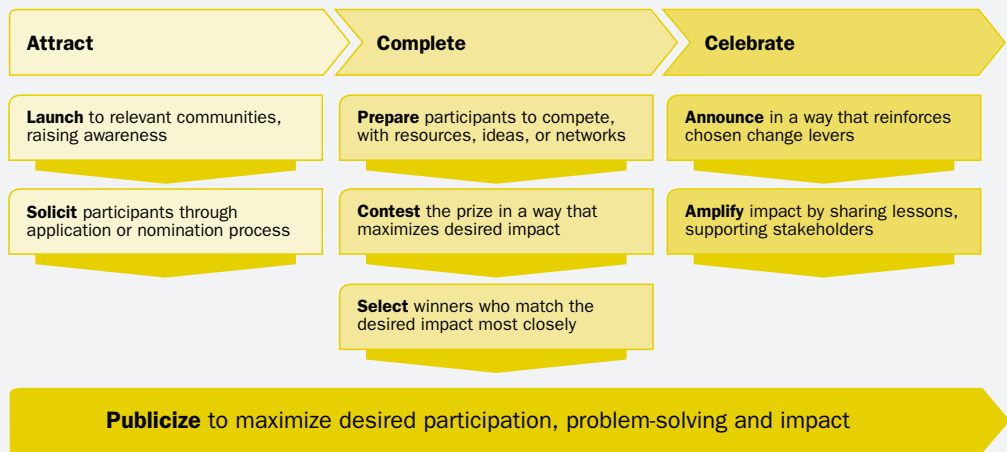 Attract
Complete
Celebrate
Launch to relevant communities,
raising awareness
Solicit participants through
application or nomination process
Prepare participants to compete,
with resources, ideas, or networks
Contest the prize in a way that
maximizes desired impact
Select winners who match the
desired impact most closely
Announce in a way that reinforces
chosen change levers
Amplify impact by sharing lessons,
supporting stakeholders
Publicize to maximize desired participation, problem-solving and impact